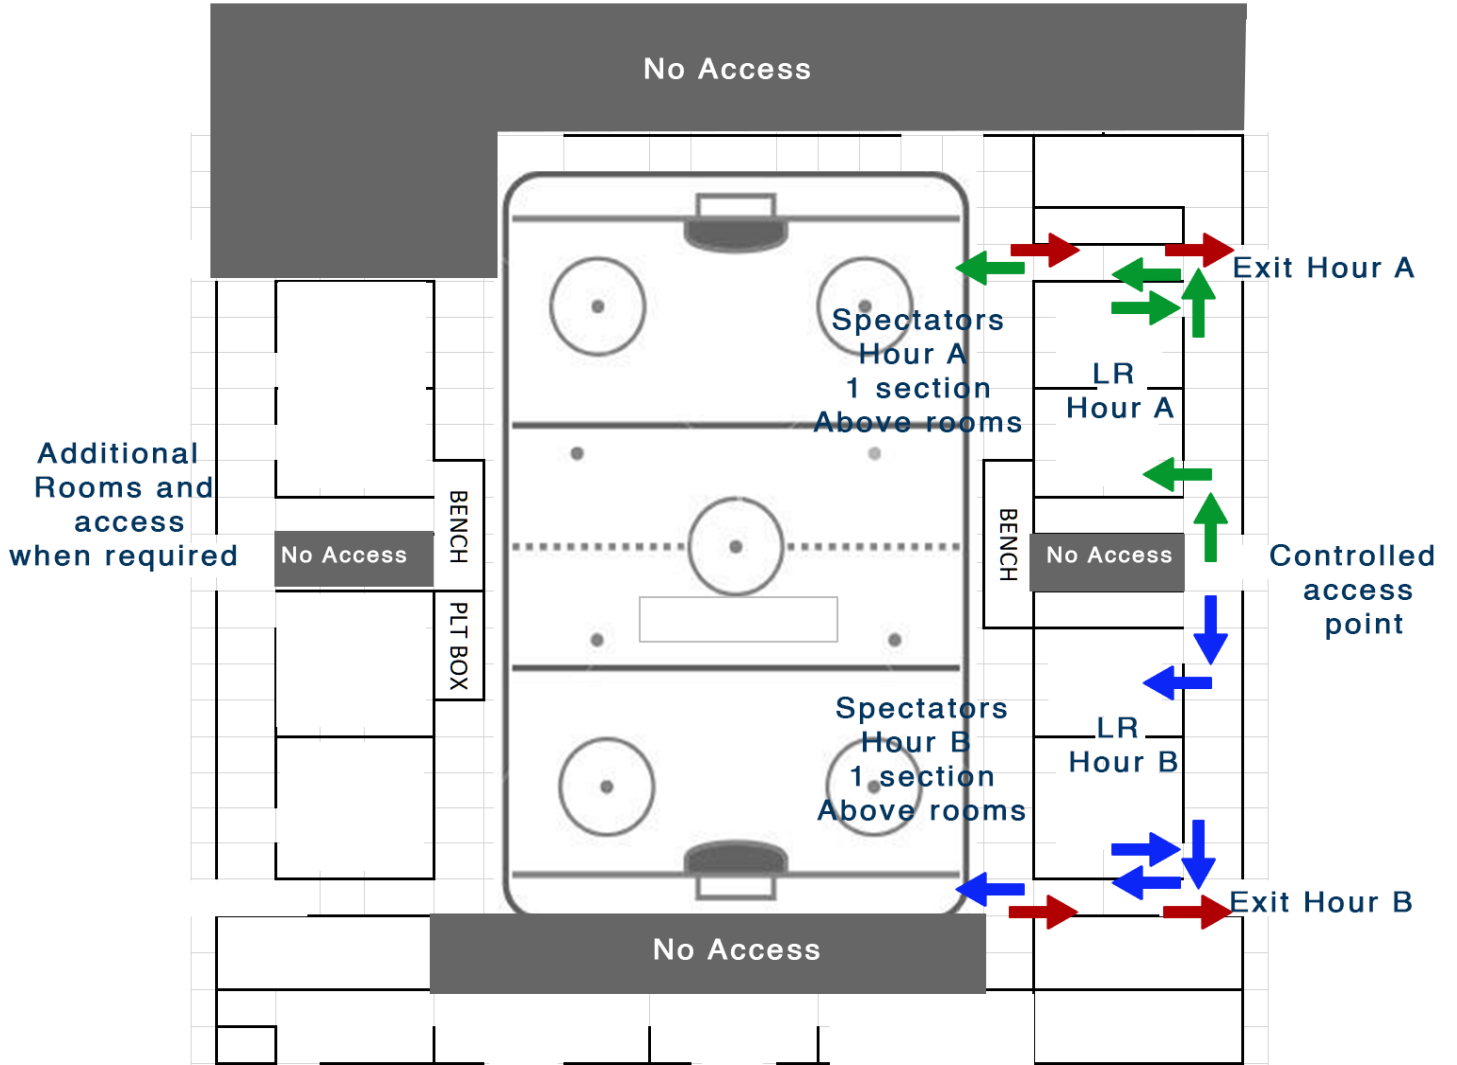 No Access
Exit Hour A
Spectators
Hour A
1 section
Above rooms
LR
Hour A
Additional
Rooms and
access
when required
BENCH
No Access
PLT BOX
BENCH
No Access
Controlled
access
point
Spectators
Hour B
1 section
Above rooms
LR
Hour B
Exit Hour B
No Access